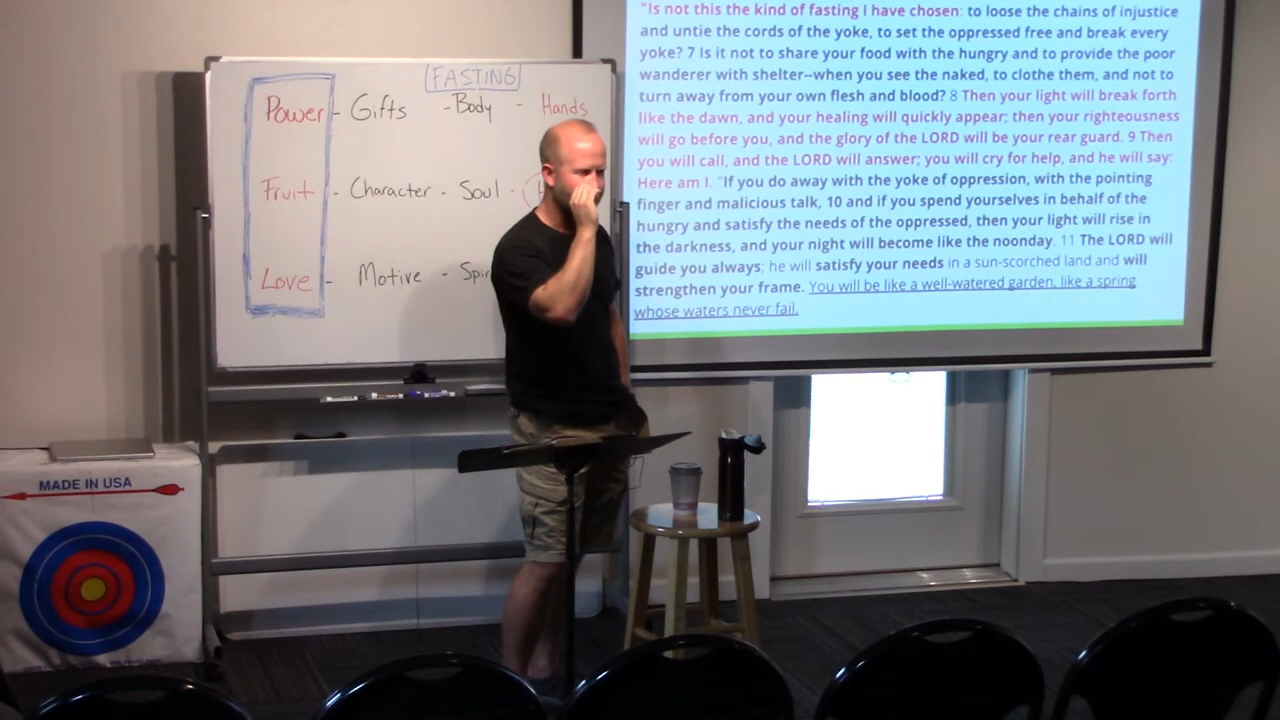 FASTING
Power - Gifts - Body - Hands
Fruit - Character - Soul -
Love - Motive -
"Is not this the kind of fasting I have chosen: to loose the chains of injustice
and untie the cords of the yoke, to set the oppressed free and break every
yoke? 7 Is it not to share your food with the hungry and to provide the poor
wanderer with shelter—when you see the naked, to clothe them, and not to
turn away from your own flesh and blood? 8 Then your light will break forth
like the dawn, and your healing will quickly appear; then your righteousness
will go before you, and the glory of the LORD will be your rear guard. 9 Then
you will call, and the LORD will answer; you will cry for help, and he will say:
Here am I. "If you do away with the yoke of oppression, with the pointing
finger and malicious talk, 10 and if you spend yourselves in behalf of the
hungry and satisfy the needs of the oppressed, then your light will rise in
the darkness, and your night will become like the noonday. 11 The LORD will
guide you always; he will satisfy your needs in a sun-scorched land and will
strengthen your frame. You will be like a well-watered garden, like a spring
whose waters never fail.
MADE IN USA